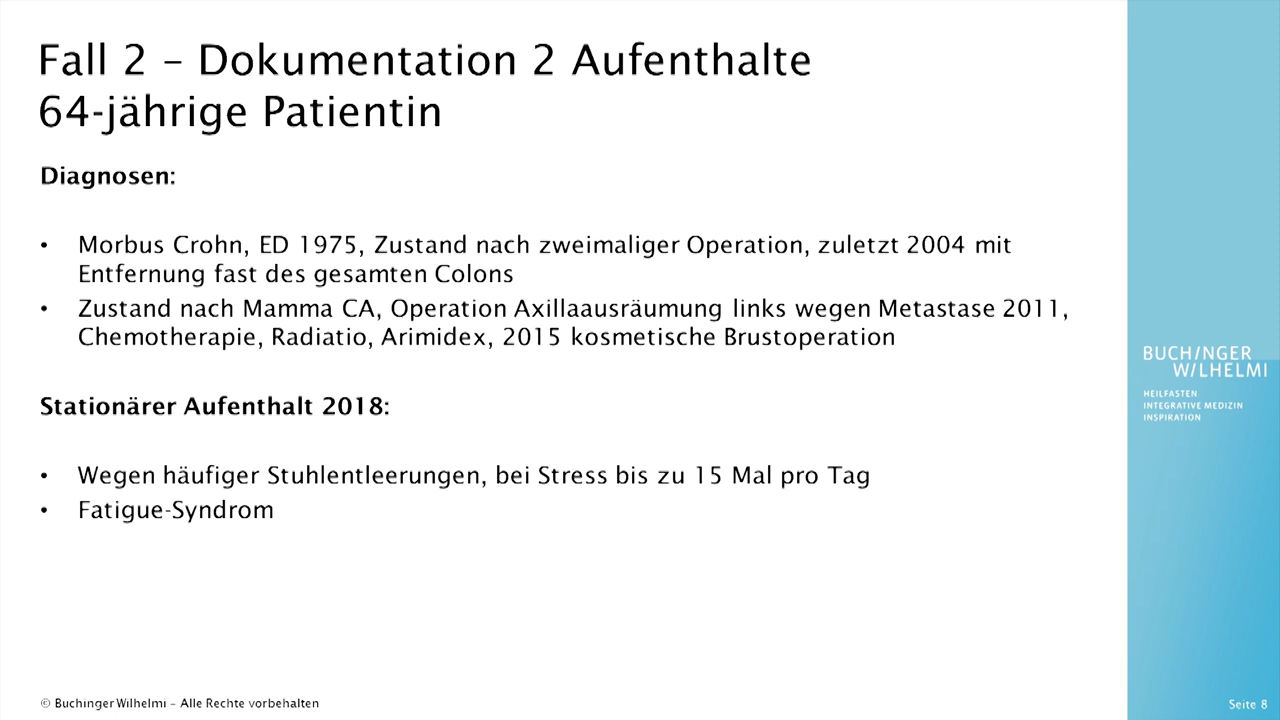 Fall 2 – Dokumentation 2 Aufenthalte
64-jährige Patientin
Diagnosen:
• Morbus Crohn, ED 1975, Zustand nach zweimaliger Operation, zuletzt 2004 mit
Entfernung fast des gesamten Colons
• Zustand nach Mamma CA, Operation Axillaausräumung links wegen Metastase 2011,
Chemotherapie, Radiatio, Arimidex, 2015 kosmetische Brustoperation
Stationärer Aufenthalt 2018:
• Wegen häufiger Stuhlentleerungen, bei Stress bis zu 15 Mal pro Tag
• Fatigue-Syndrom
BUCHINGER
WILHELMI
HEILFASTEN
INTEGRATIVE MEDIZIN
INSPIRATION
© Buchinger Wilhelmi – Alle Rechte vorbehalten
Seite 8